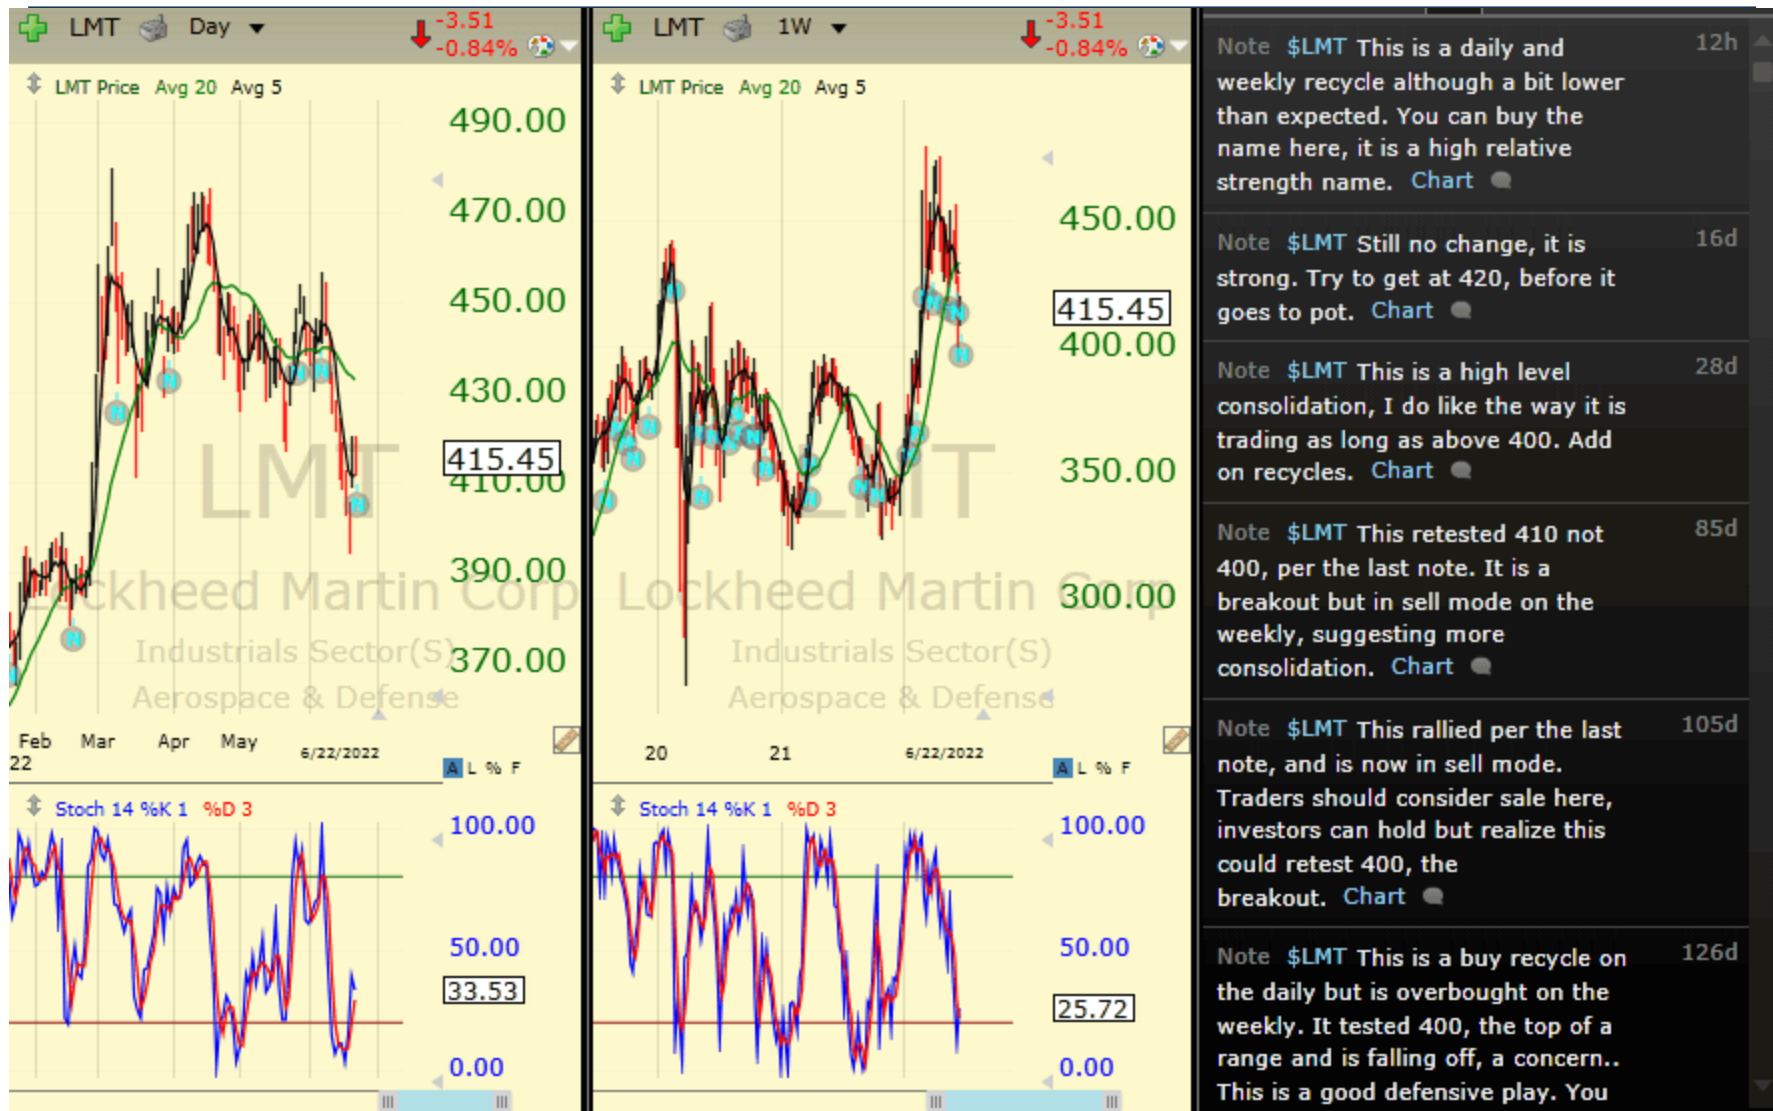 LMT Day
-3.51
-0.84%
LMT Price Avg 20 Avg 5
490.00
470.00
450.00
430.00
415.45
410.00
390.00
370.00
LMT
Lockheed Martin Corp
Industrials Sector(S)
Aerospace & Defense
Feb Mar Apr May 6/22/2022
22
A L % F
Stoch 14 %K 1 %D 3
100.00
50.00
33.53
0.00
LMT 1W
-3.51
-0.84%
LMT Price Avg 20 Avg 5
450.00
415.45
400.00
350.00
300.00
LMT
Lockheed Martin Corp
Industrials Sector(S)
Aerospace & Defense
20 21 6/22/2022
A L % F
Stoch 14 %K 1 %D 3
100.00
50.00
25.72
0.00
Note $LMT This is a daily and 12h
weekly recycle although a bit lower
than expected. You can buy the
name here, it is a high relative
strength name. Chart
Note $LMT Still no change, it is 16d
strong. Try to get at 420, before it
goes to pot. Chart
Note $LMT This is a high level 28d
consolidation, I do like the way it is
trading as long as above 400. Add
on recycles. Chart
Note $LMT This retested 410 not 85d
400, per the last note. It is a
breakout but in sell mode on the
weekly, suggesting more
consolidation. Chart
Note $LMT This rallied per the last 105d
note, and is now in sell mode.
Traders should consider sale here,
investors can hold but realize this
could retest 400, the
breakout. Chart
Note $LMT This is a buy recycle on 126d
the daily but is overbought on the
weekly. It tested 400, the top of a
range and is falling off, a concern..
This is a good defensive play. You